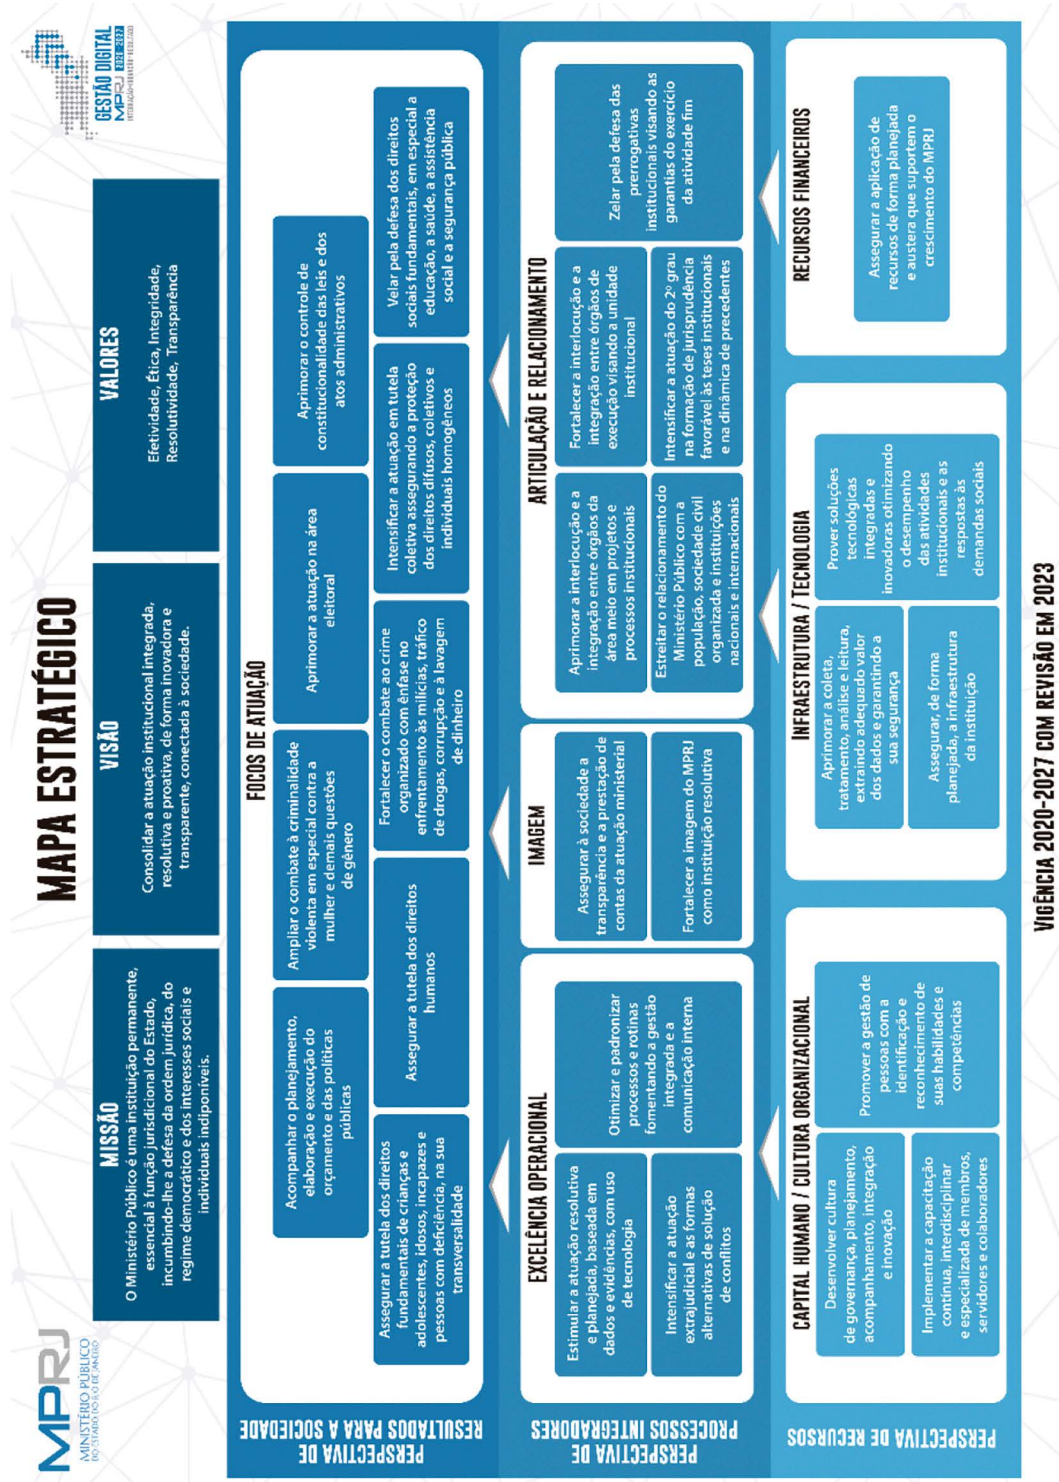 MPRJ
MINISTÉRIO PÚBLICO
DO ESTADO DO RIO DE JANEIRO
MAPA ESTRATÉGICO
GESTÃO DIGITAL
MPRJ 2020-2027
INTEGRAÇÃO•INOVAÇÃO•RESULTADO
MISSÃO
O Ministério Público é uma instituição permanente,
essencial à função jurisdicional do Estado,
incumbindo-lhe a defesa da ordem jurídica, do
regime democrático e dos interesses sociais e
individuais indiponíveis.
VISÃO
Consolidar a atuação institucional integrada,
resolutiva e proativa, de forma inovadora e
transparente, conectada à sociedade.
VALORES
Efetividade, Ética, Integridade,
Resolutividade, Transparência
PERSPECTIVA DE
RESULTADOS PARA A SOCIEDADE
FOCOS DE ATUAÇÃO
Acompanhar o planejamento,
elaboração e execução do
orçamento e das políticas
públicas
Ampliar o combate à criminalidade
violenta em especial contra a
mulher e demais questões
de gênero
Aprimorar a atuação na área
eleitoral
Aprimorar o controle de
constitucionalidade das leis e dos
atos administrativos
Assegurar a tutela dos direitos
fundamentais de crianças e
adolescentes, idosos, incapazes e
pessoas com deficiência, na sua
transversalidade
Assegurar a tutela dos direitos
humanos
Fortalecer o combate ao crime
organizado com ênfase no
enfrentamento às milícias, tráfico
de drogas, corrupção e à lavagem
de dinheiro
Intensificar a atuação em tutela
coletiva assegurando a proteção
dos direitos difusos, coletivos e
individuais homogêneos
Velar pela defesa dos direitos
sociais fundamentais, em especial a
educação, a saúde, a assistência
social e a segurança pública
PERSPECTIVA DE
PROCESSOS INTEGRADORES
EXCELÊNCIA OPERACIONAL
Estimular a atuação resolutiva
e planejada, baseada em
dados e evidências, com uso
de tecnologia
Intensificar a atuação
extrajudicial e as formas
alternativas de solução
de conflitos
Otimizar e padronizar
processos e rotinas
fomentando a gestão
integrada e a
comunicação interna
IMAGEM
Assegurar à sociedade a
transparência e a prestação de
contas da atuação ministerial
Fortalecer a imagem do MPRJ
como instituição resolutiva
ARTICULAÇÃO E RELACIONAMENTO
Aprimorar a interlocução e a
integração entre órgãos da
área meio em projetos e
processos institucionais
Estreitar o relacionamento do
Ministério Público com a
população, sociedade civil
organizada e instituições
nacionais e internacionais
Fortalecer a interlocução e a
integração entre órgãos de
execução visando a unidade
institucional
Intensificar a atuação do 2º grau
na formação de jurisprudência
favorável às teses institucionais
e na dinâmica de precedentes
Zelar pela defesa das
prerrogativas
institucionais visando as
garantias do exercício
da atividade fim
PERSPECTIVA DE RECURSOS
CAPITAL HUMANO / CULTURA ORGANIZACIONAL
Desenvolver cultura
de governança, planejamento,
acompanhamento, integração
e inovação
Implementar a capacitação
contínua, interdisciplinar
e especializada de membros,
servidores e colaboradores
Promover a gestão de
pessoas com a
identificação e
reconhecimento de
suas habilidades e
competências
INFRAESTRUTURA / TECNOLOGIA
Aprimorar a coleta,
tratamento, análise e leitura,
extraindo adequado valor
dos dados e garantindo a
sua segurança
Assegurar, de forma
planejada, a infraestrutura
da instituição
Prover soluções
tecnológicas
integradas e
inovadoras otimizando
o desempenho
das atividades
institucionais e as
respostas às
demandas sociais
RECURSOS FINANCEIROS
Assegurar a aplicação de
recursos de forma planejada
e austera que suportem o
crescimento do MPRJ
VIGÊNCIA 2020-2027 COM REVISÃO EM 2023